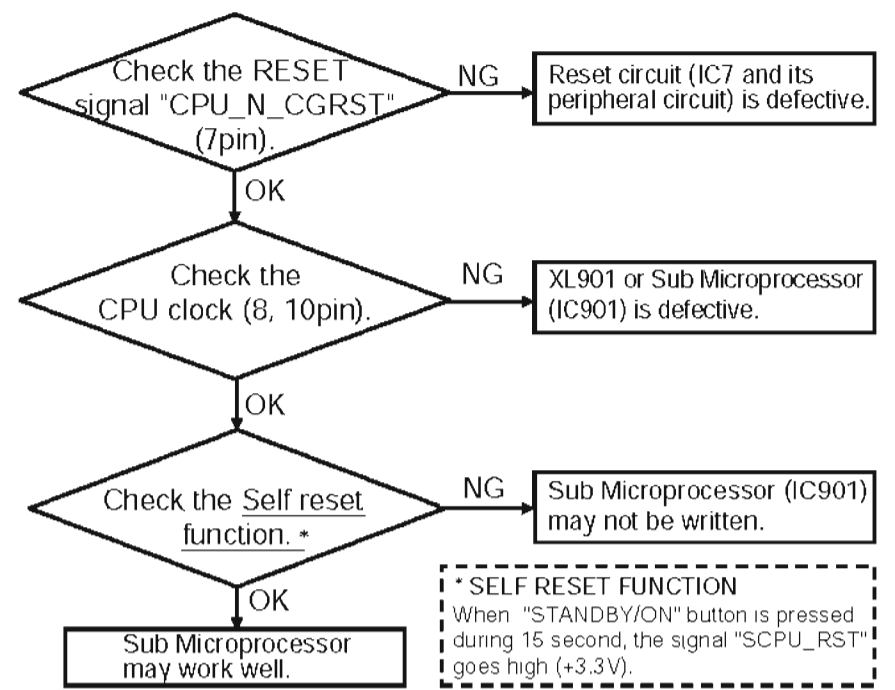 Check the RESET
signal "CPU_N_CGRST"
(7pin).
NG
Reset circuit (IC7 and its
peripheral circuit) is defective.
OK
Check the
CPU clock (8, 10pin).
NG
XL901 or Sub Microprocessor
(IC901) is defective.
OK
Check the Self reset
function. *
NG
Sub Microprocessor (IC901)
may not be written.
OK
Sub Microprocessor
may work well.
* SELF RESET FUNCTION
When "STANDBY/ON" button is pressed
during 15 second, the signal "SCPU_RST"
goes high (+3.3V).